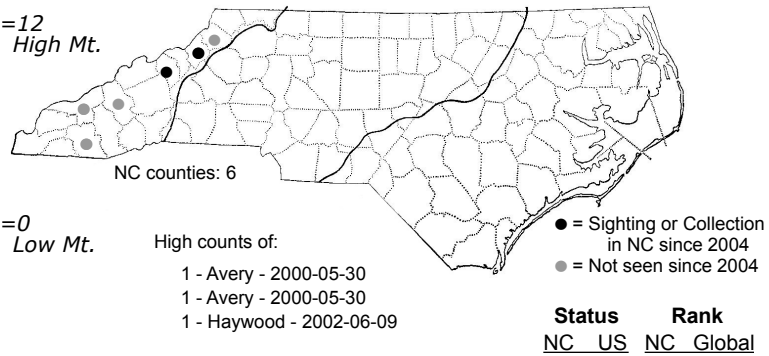 =12
High Mt.
NC counties: 6
=0
Low Mt.
High counts of:
1 - Avery - 2000-05-30
1 - Avery - 2000-05-30
1 - Haywood - 2002-06-09
● = Sighting or Collection
in NC since 2004
● = Not seen since 2004
Status Rank
NC US NC Global